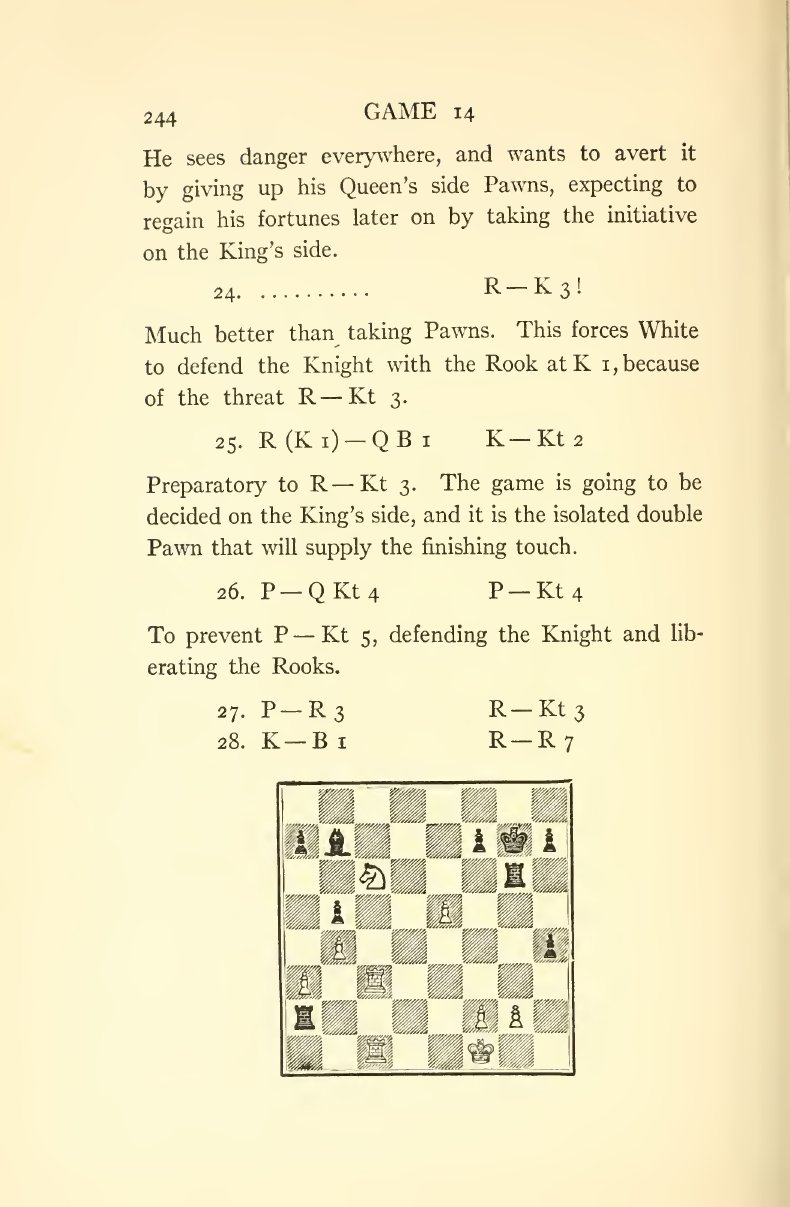 244
GAME 14
He sees danger everywhere, and wants to avert it
by giving up his Queen's side Pawns, expecting to
regain his fortunes later on by taking the initiative
on the King's side.
24. .......... R—K 3!
Much better than taking Pawns. This forces White
to defend the Knight with the Rook at K 1, because
of the threat R—Kt 3.
25. R (K 1)—Q B 1 K—Kt 2
Preparatory to R—Kt 3. The game is going to be
decided on the King's side, and it is the isolated double
Pawn that will supply the finishing touch.
26. P—Q Kt 4 P—Kt 4
To prevent P—Kt 5, defending the Knight and lib-
erating the Rooks.
27. P—R 3 R—Kt 3
28. K—B 1 R—R 7